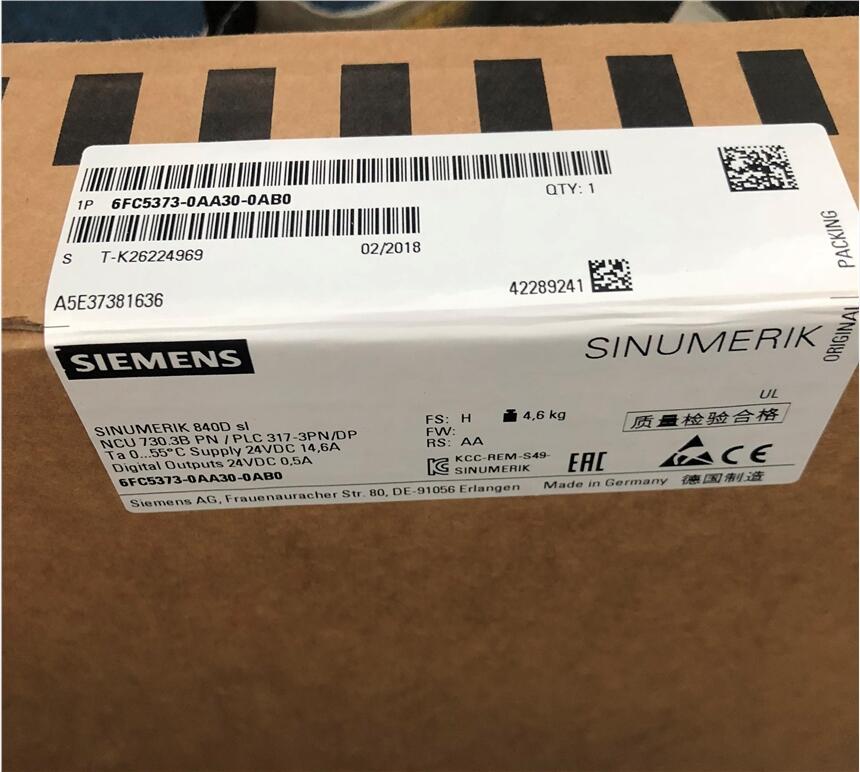 1P 6FC5373-0AA30-0AB0 QTY: 1
S T-K26224969 02/2018
A5E37381636 42289241
ORIGINAL PACKING
SIEMENS SINUMERIK
UL
SINUMERIK 840D sl
NCU 730.3B PN / PLC 317-3PN/DP
Ta 0...55°C Supply 24VDC 14,6A
Digital Outputs 24VDC 0,5A
6FC5373-0AA30-0AB0
FS: H 4,6 kg
FW:
RS: AA
KCC-REM-S49-
SINUMERIK
EAC
质量检验合格
CE
Siemens AG, Frauenauracher Str. 80, DE-91056 Erlangen Made in Germany 德国制造